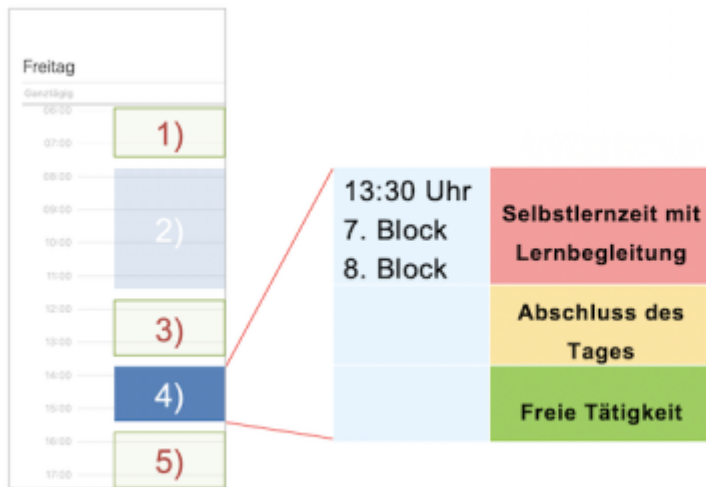 Freitag
Ganztägig
06:00
1)
07:00
08:00
09:00
2)
10:00
11:00
12:00
3)
13:00
14:00
4)
15:00
16:00
5)
17:00
13:30 Uhr
7. Block
8. Block
Selbstlernzeit mit
Lernbegleitung
Abschluss des
Tages
Freie Tätigkeit